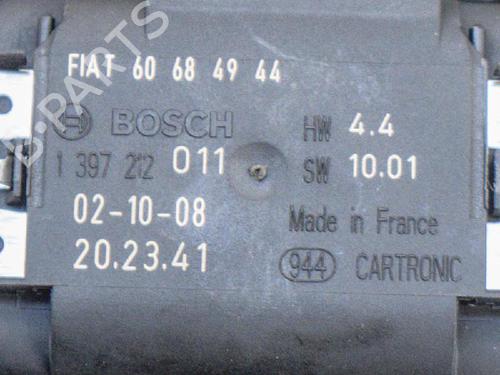 FIAT 60 68 49 44
BOSCH HW 4.4
1 397 212 011 SW 10.01
02-10-08 Made in France
20.23.41 944 CARTRONIC
B-PARTS